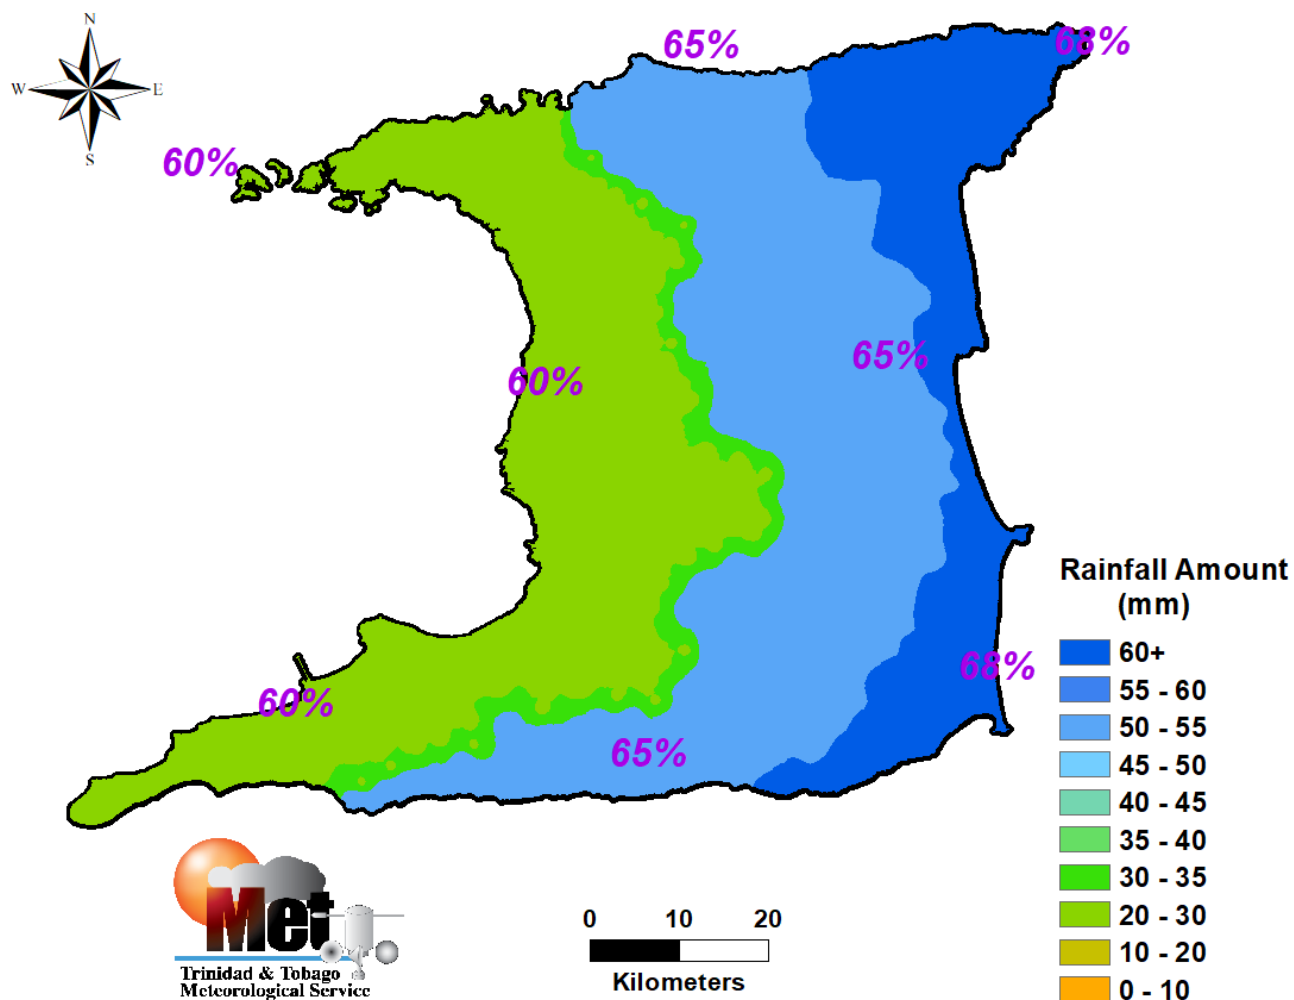 N
65%
68%
W
E
S
60%
65%
60%
Rainfall Amount
(mm)
60+
68%
55 - 60
60%
50 - 55
65%
45 - 50
40 - 45
35 - 40
30 - 35
0 10 20
20 - 30
Met
10 - 20
Trinidad & Tobago
Kilometers
Meteorological Service
0 - 10